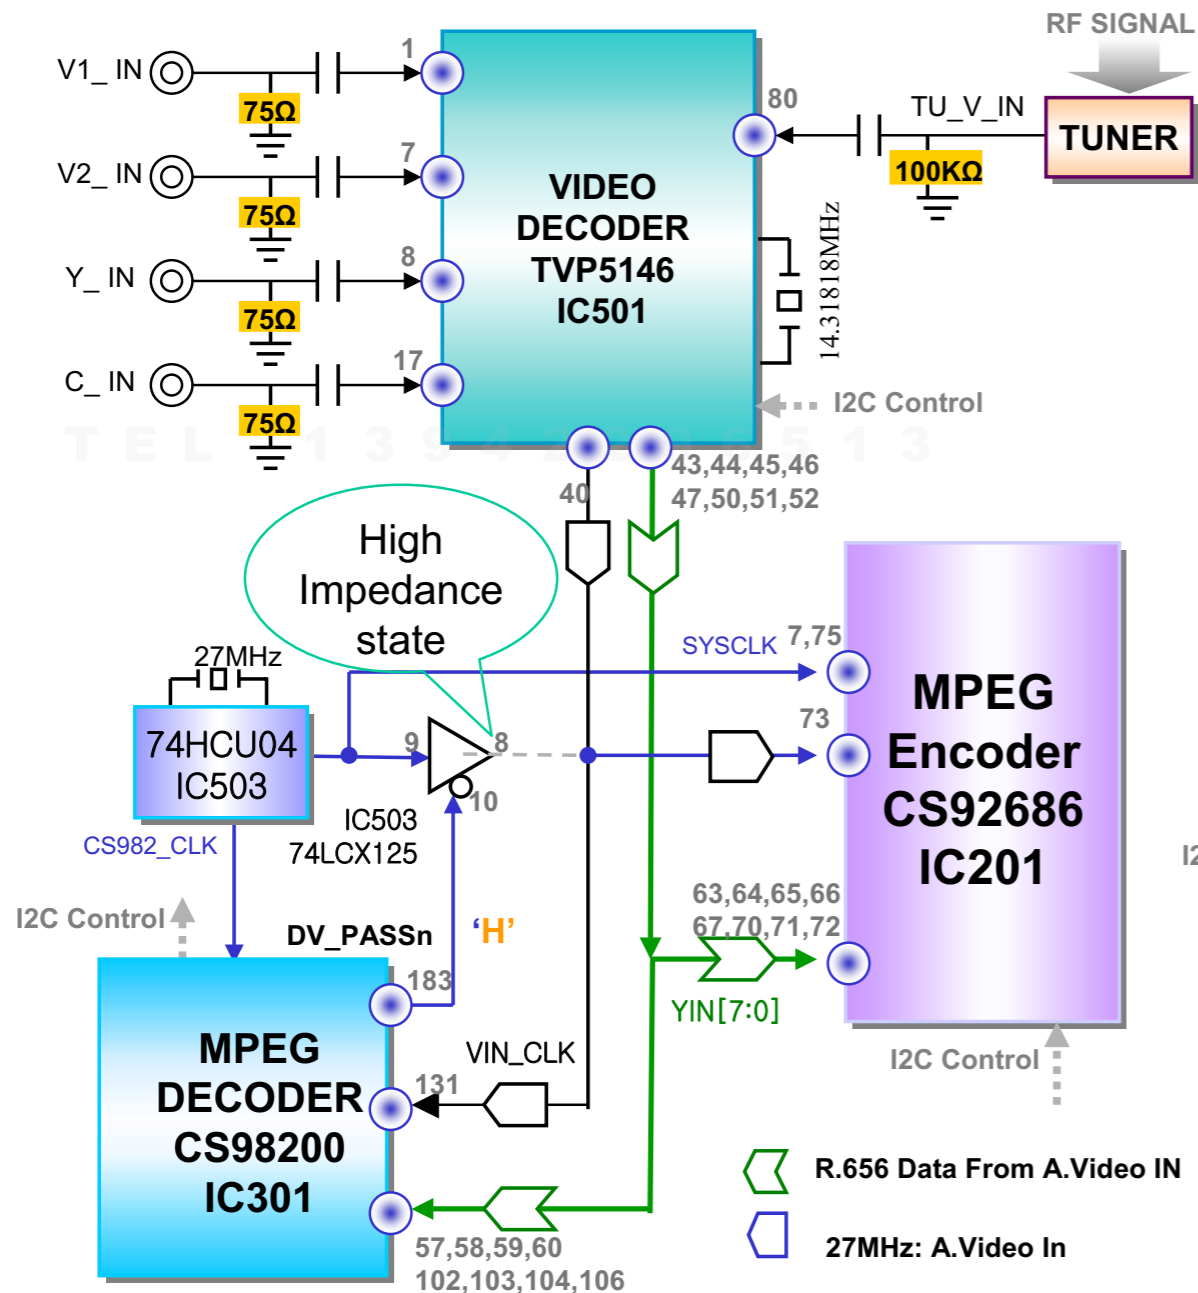 RF SIGNAL
V1_ IN
1
75Ω
80
TU_V_IN
TUNER
100KΩ
V2_ IN
7
75Ω
VIDEO
DECODER
TVP5146
IC501
14.31818MHz
Y_ IN
8
75Ω
C_ IN
17
75Ω
I2C Control
43,44,45,46
47,50,51,52
40
High
Impedance
state
27MHz
SYSCLK
7,75
74HCU04
IC503
9
8
10
73
MPEG
Encoder
CS92686
IC201
IC503
74LCX125
CS982_CLK
I2C Control
DV_PASSn
‘H’
63,64,65,66
67,70,71,72
YIN[7:0]
I2
183
MPEG
DECODER
CS98200
IC301
VIN_CLK
131
I2C Control
57,58,59,60
102,103,104,106
R.656 Data From A.Video IN
27MHz: A.Video In